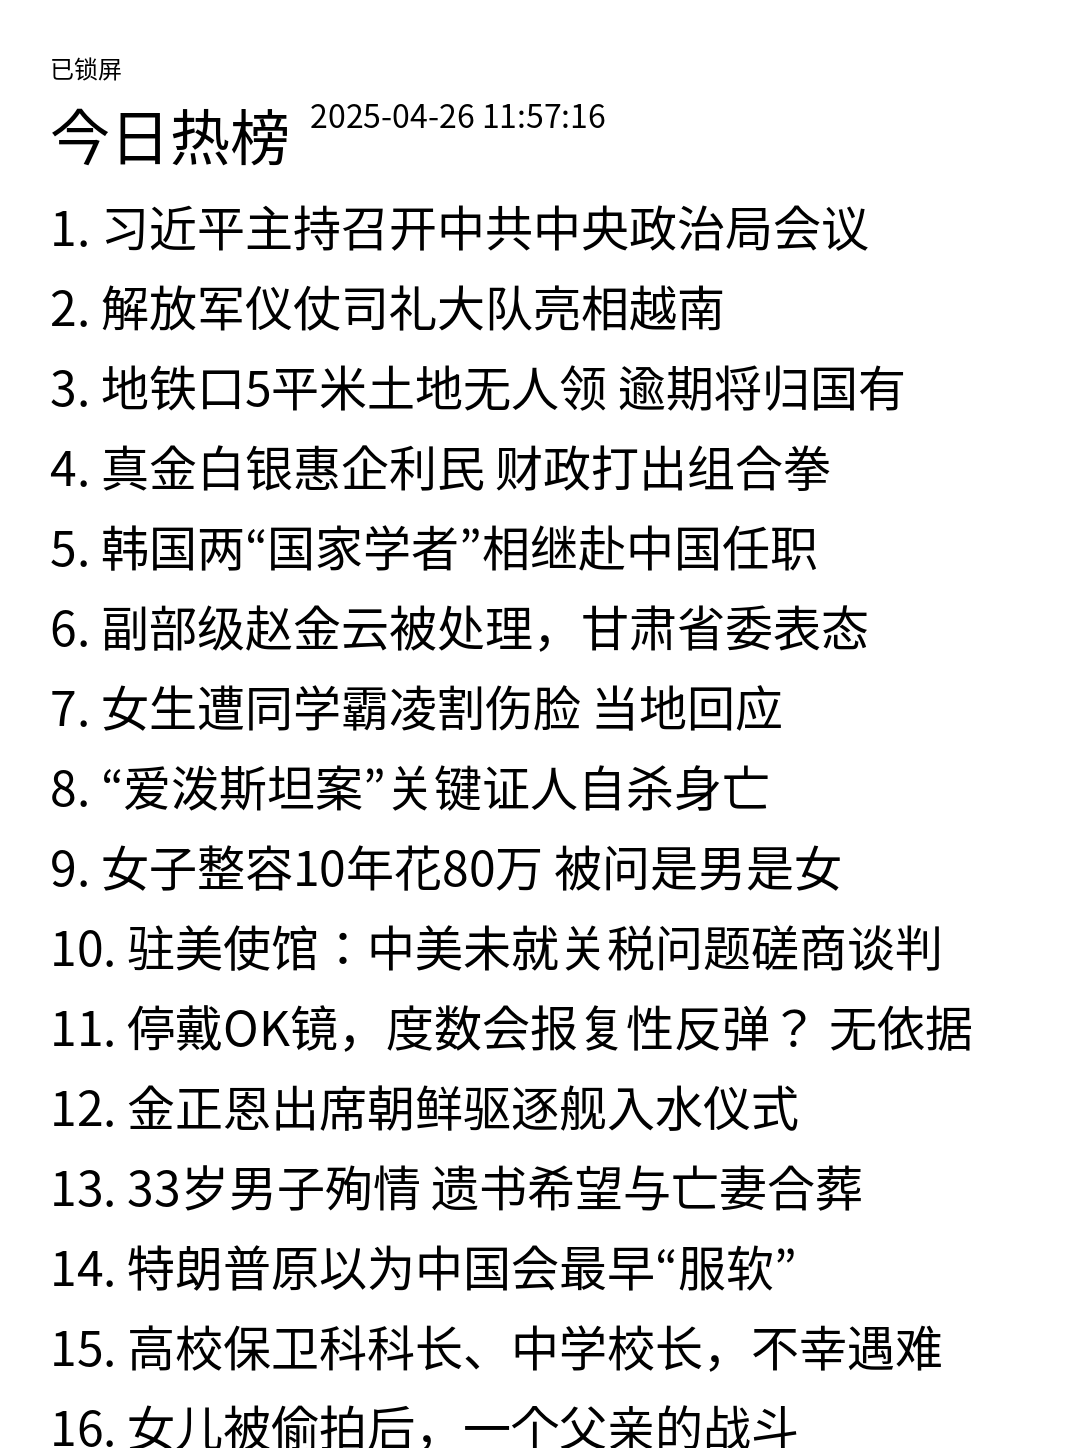 已锁屏
今日热榜 2025-04-26 11:57:16
1. 习近平主持召开中共中央政治局会议
2. 解放军仪仗司礼大队亮相越南
3. 地铁口5平米土地无人领 逾期将归国有
4. 真金白银惠企利民 财政打出组合拳
5. 韩国两“国家学者”相继赴中国任职
6. 副部级赵金云被处理，甘肃省委表态
7. 女生遭同学霸凌割伤脸 当地回应
8. “爱泼斯坦案”关键证人自杀身亡
9. 女子整容10年花80万 被问是男是女
10. 驻美使馆：中美未就关税问题磋商谈判
11. 停戴OK镜，度数会报复性反弹？无依据
12. 金正恩出席朝鲜驱逐舰入水仪式
13. 33岁男子殉情 遗书希望与亡妻合葬
14. 特朗普原以为中国会最早“服软”
15. 高校保卫科科长、中学校长，不幸遇难
16. 女儿被偷拍后，一个父亲的战斗